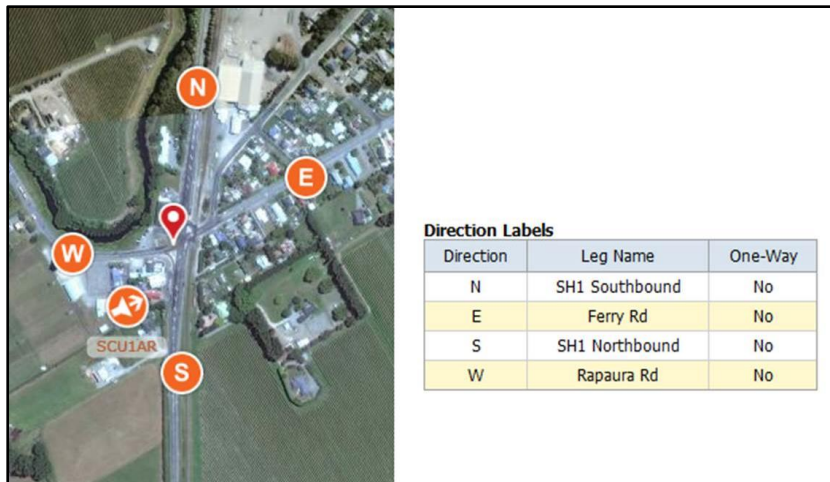 N
E
W
SCU1AR
S
Direction Labels
Direction Leg Name One-Way
N SH1 Southbound No
E Ferry Rd No
S SH1 Northbound No
W Rapaura Rd No